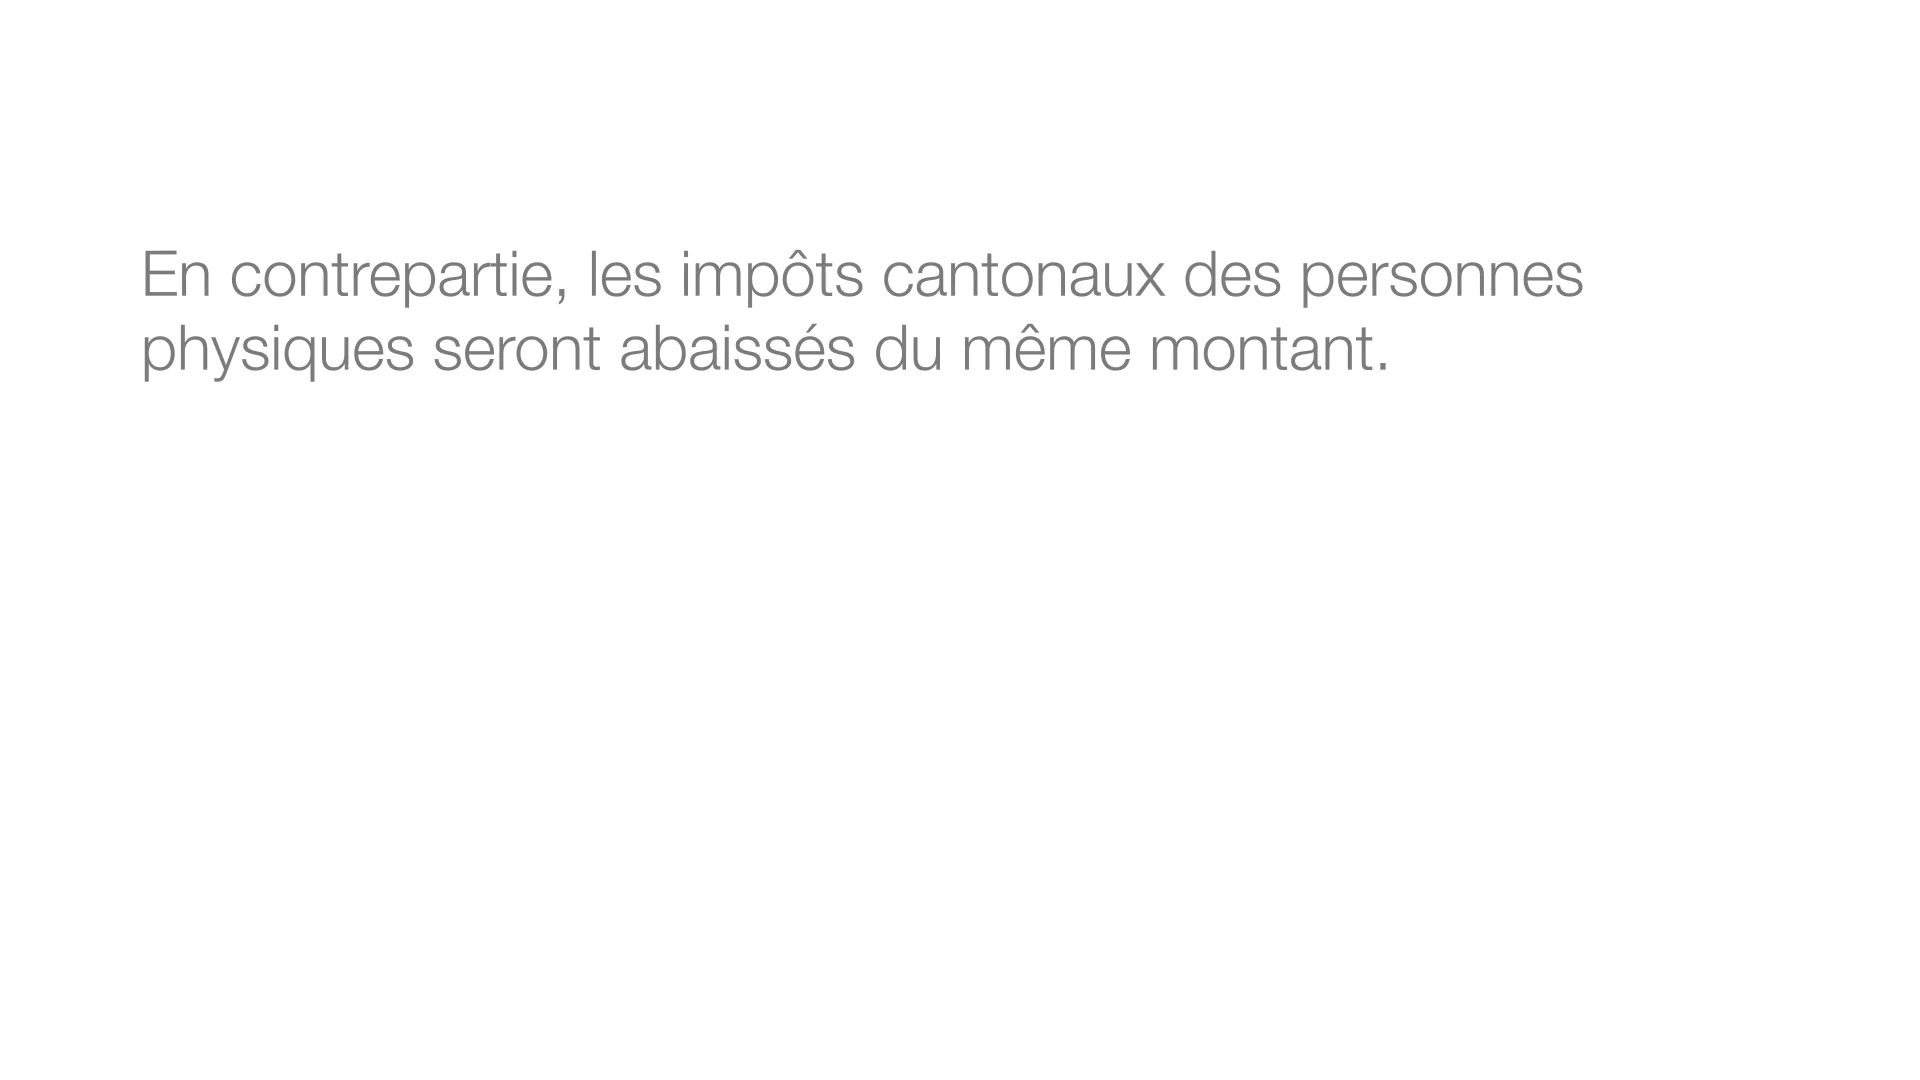 En contrepartie, les impôts cantonaux des personnes
physiques seront abaissés du même montant.